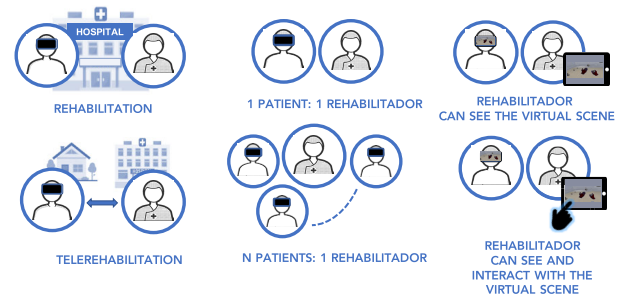 HOSPITAL
REHABILITATION
1 PATIENT: 1 REHABILITADOR
REHABILITADOR
CAN SEE THE VIRTUAL SCENE
TELEREHABILITATION
N PATIENTS: 1 REHABILITADOR
REHABILITADOR
CAN SEE AND
INTERACT WITH THE
VIRTUAL SCENE